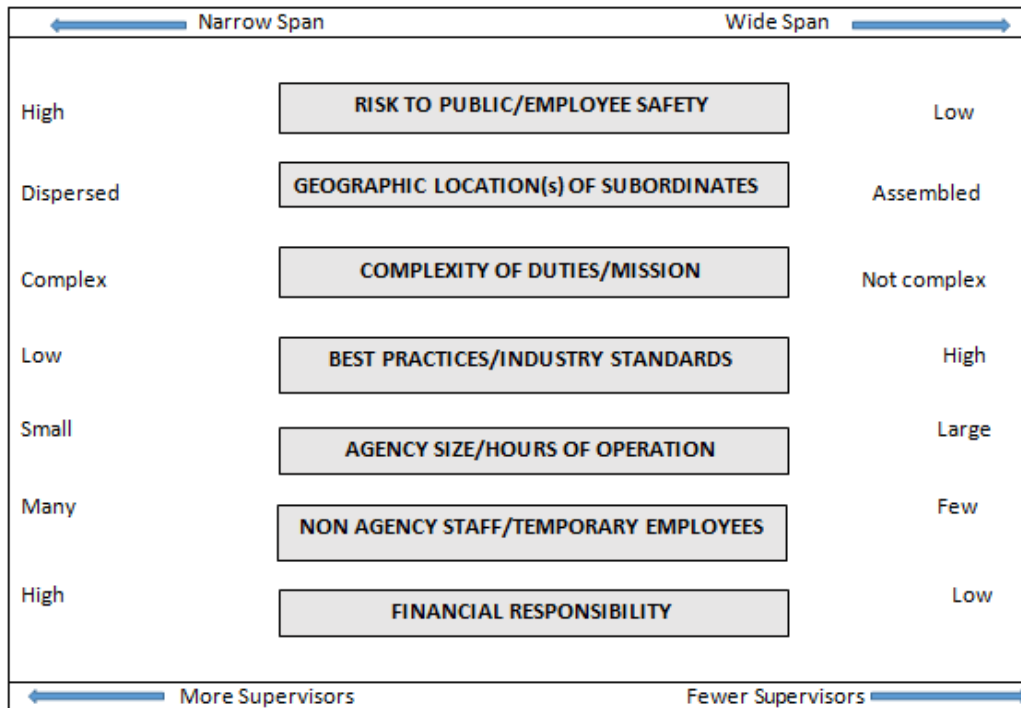 Narrow Span Wide Span
High RISK TO PUBLIC/EMPLOYEE SAFETY Low
Dispersed GEOGRAPHIC LOCATION(s) OF SUBORDINATES Assembled
Complex COMPLEXITY OF DUTIES/MISSION Not complex
Low BEST PRACTICES/INDUSTRY STANDARDS High
Small AGENCY SIZE/HOURS OF OPERATION Large
Many NON AGENCY STAFF/TEMPORARY EMPLOYEES Few
High FINANCIAL RESPONSIBILITY Low
More Supervisors Fewer Supervisors